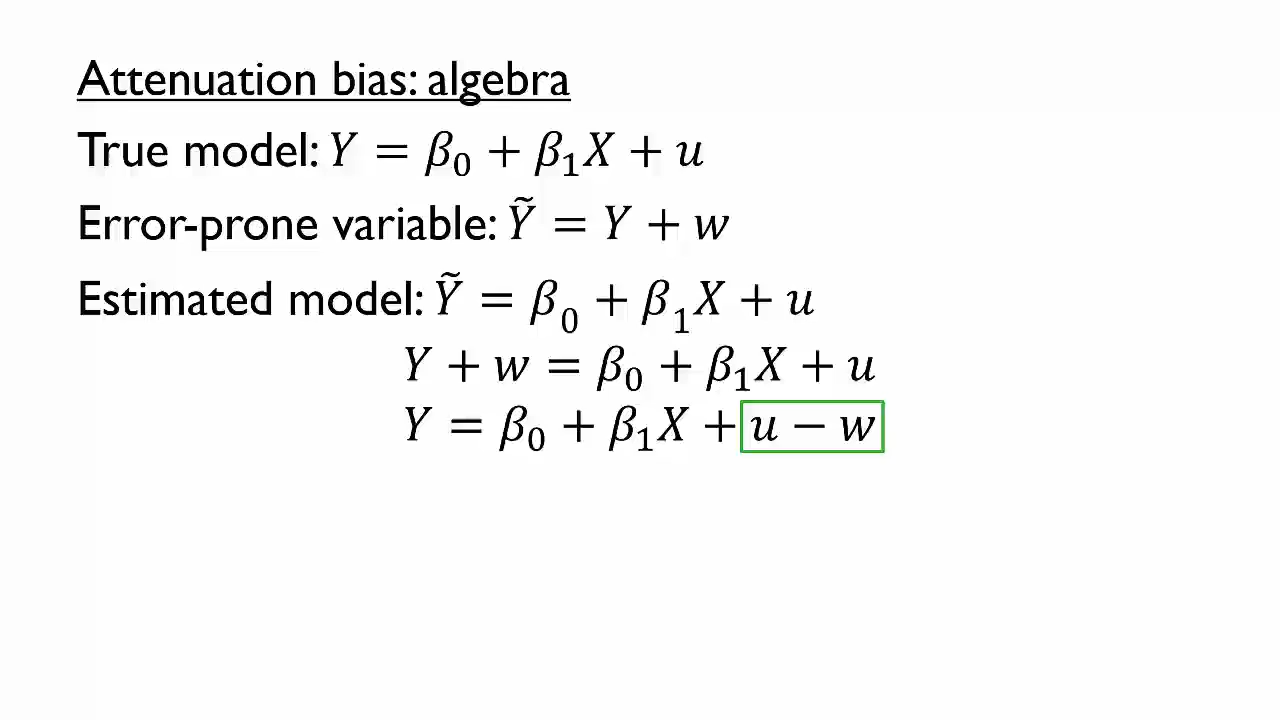 Attenuation bias: algebra
True model: 𝑌 = 𝛽₀ + 𝛽₁𝑋 + 𝑢
Error-prone variable: 𝑌̃ = 𝑌 + 𝑤
Estimated model: 𝑌̃ = 𝛽₀ + 𝛽₁𝑋 + 𝑢
𝑌 + 𝑤 = 𝛽₀ + 𝛽₁𝑋 + 𝑢
𝑌 = 𝛽₀ + 𝛽₁𝑋 + 𝑢 − 𝑤